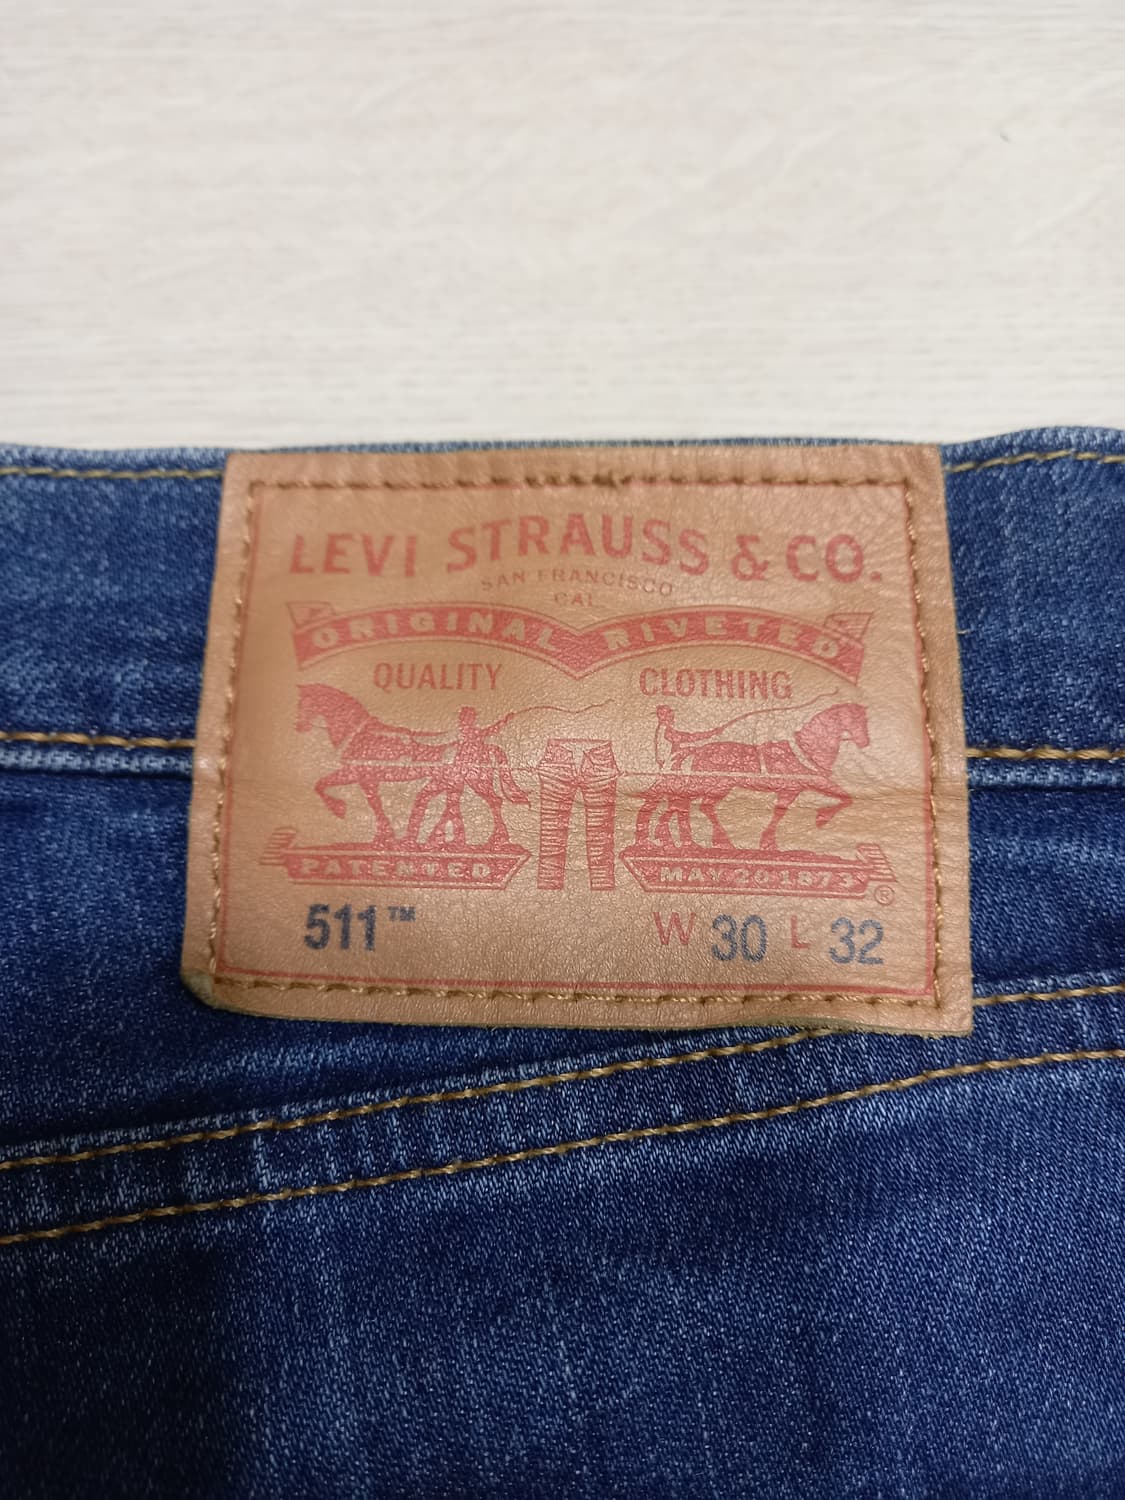 LEVI STRAUSS & CO.
SAN FRANCISCO
CAL.
ORIGINAL RIVETED
QUALITY CLOTHING
PATENTED MAY 20 1873 ®
511™ W 30 L 32